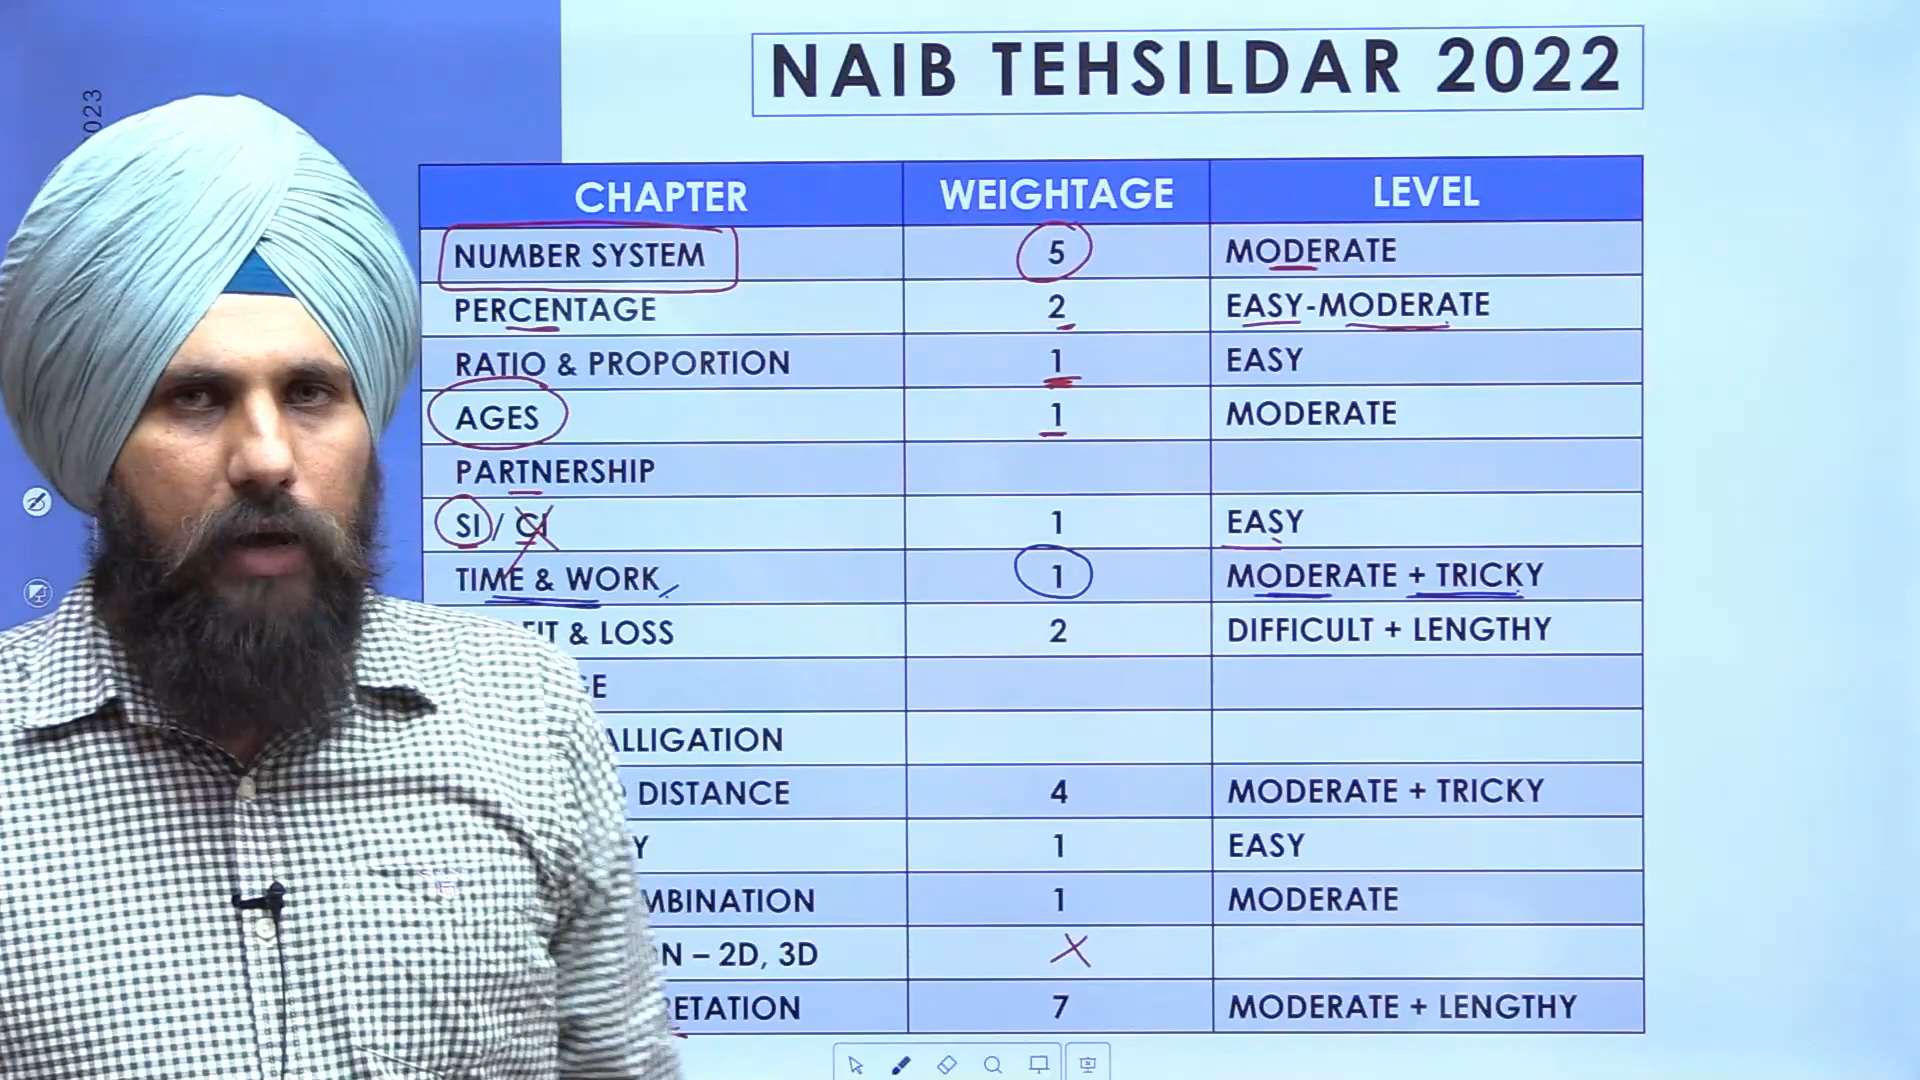 NAIB TEHSILDAR 2022
023
CHAPTER WEIGHTAGE LEVEL
NUMBER SYSTEM 5 MODERATE
PERCENTAGE 2 EASY-MODERATE
RATIO & PROPORTION 1 EASY
AGES 1 MODERATE
PARTNERSHIP
SI / CI 1 EASY
TIME & WORK 1 MODERATE + TRICKY
FIT & LOSS 2 DIFFICULT + LENGTHY
GE
ALLIGATION
DISTANCE 4 MODERATE + TRICKY
Y 1 EASY
MBINATION 1 MODERATE
N – 2D, 3D
RETATION 7 MODERATE + LENGTHY